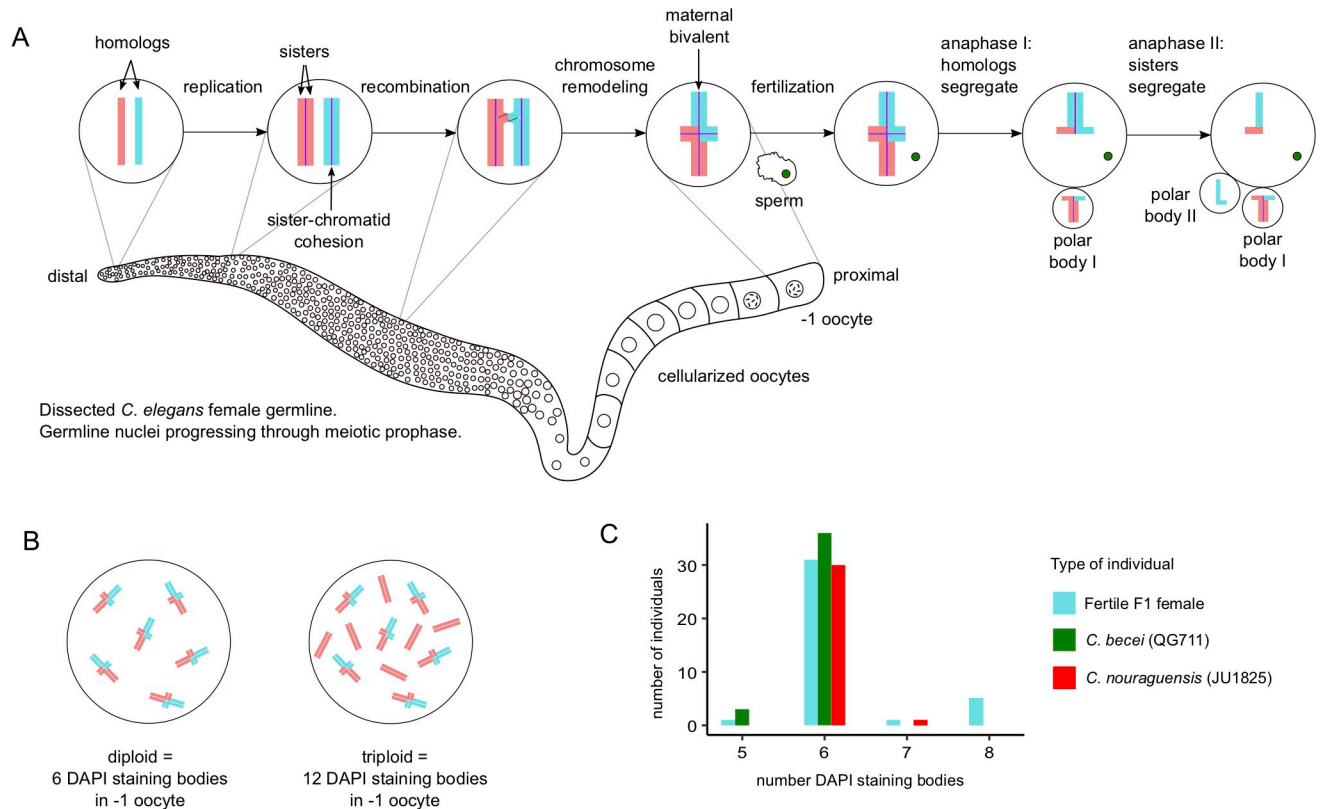 A
homologs
replication
sisters
sister-chromatid
cohesion
recombination
chromosome
remodeling
maternal
bivalent
fertilization
sperm
anaphase I:
homologs
segregate
polar
body I
anaphase II:
sisters
segregate
polar
body II
polar
body I
distal
proximal
-1 oocyte
cellularized oocytes
Dissected C. elegans female germline.
Germline nuclei progressing through meiotic prophase.
B
diploid =
6 DAPI staining bodies
in -1 oocyte
triploid =
12 DAPI staining bodies
in -1 oocyte
C
number of individuals
30
20
10
0
5
6
7
8
number DAPI staining bodies
Type of individual
Fertile F1 female
C. becei (QG711)
C. nouraguensis (JU1825)